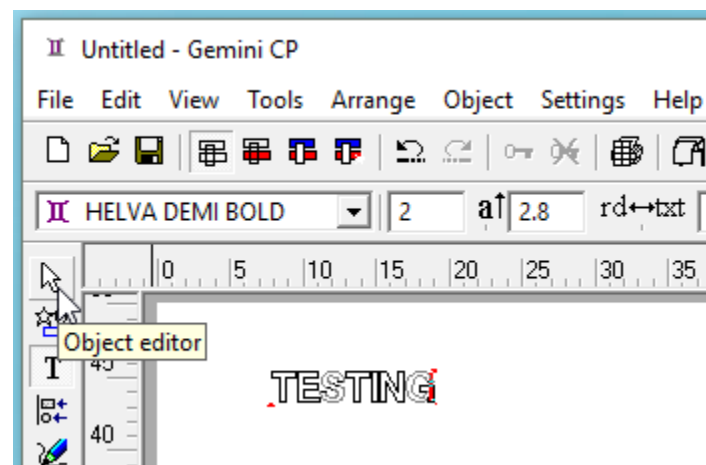 Untitled - Gemini CP
File Edit View Tools Arrange Object Settings Help
HELVA DEMI BOLD 2 a 2.8 rd↔txt
0 5 10 15 20 25 30 35
Object editor
T 45
TESTING
40